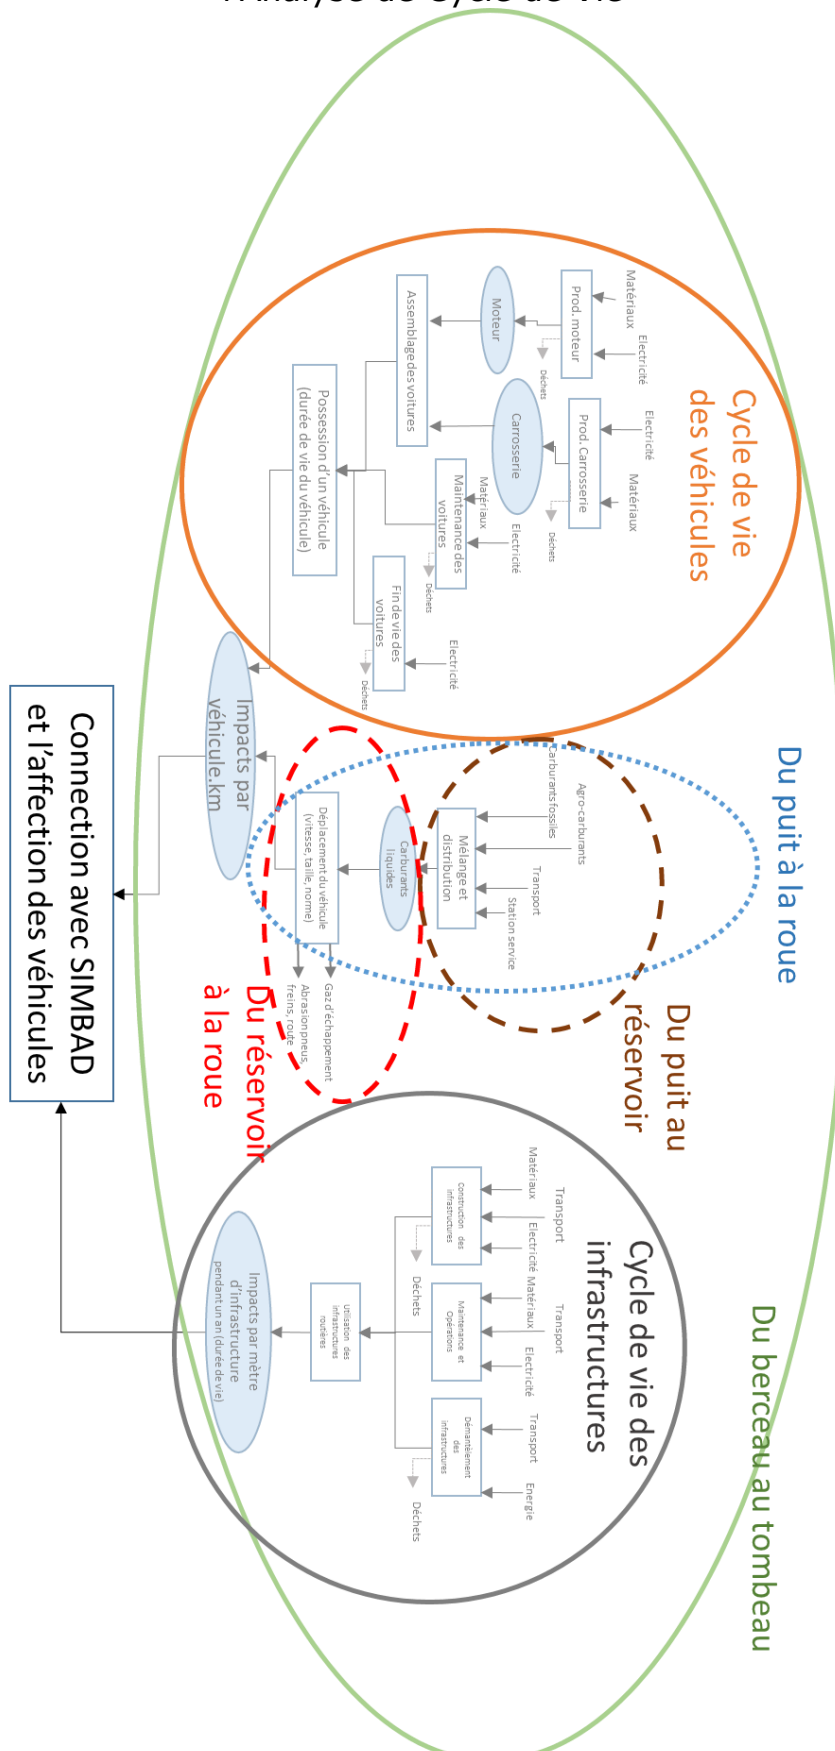 l'Analyse de Cycle de Vie
Du berceau au tombeau
Du puit à la roue
Cycle de vie
des véhicules
Matériaux
Electricité
Prod. moteur
Déchets
Moteur
Electricité
Matériaux
Prod. Carrosserie
Déchets
Carrosserie
Assemblage des voitures
Matériaux
Electricité
Maintenance des
voitures
Déchets
Electricité
Fin de vie des
voitures
Déchets
Possession d'un véhicule
(durée de vie du véhicule)
Impacts par
véhicule.km
Du puit au
réservoir
Carburants fossiles
Agro-carburants
Transport
Station service
Mélange et
distribution
Carburants
liquides
Déplacement du véhicule
(vitesse, taille, norme)
Gaz d'échappement
Abrasion pneus,
freins, route
Du réservoir
à la roue
Cycle de vie des
infrastructures
Matériaux
Transport
Electricité
Construction des
infrastructures
Déchets
Matériaux
Transport
Electricité
Maintenance et
Opérations
Transport
Energie
Démantèlement
des
infrastructures
Déchets
Utilisation des
infrastructures
routières
Impacts par mètre
d'infrastructure
pendant un an (durée de vie)
Connection avec SIMBAD
et l'affection des véhicules